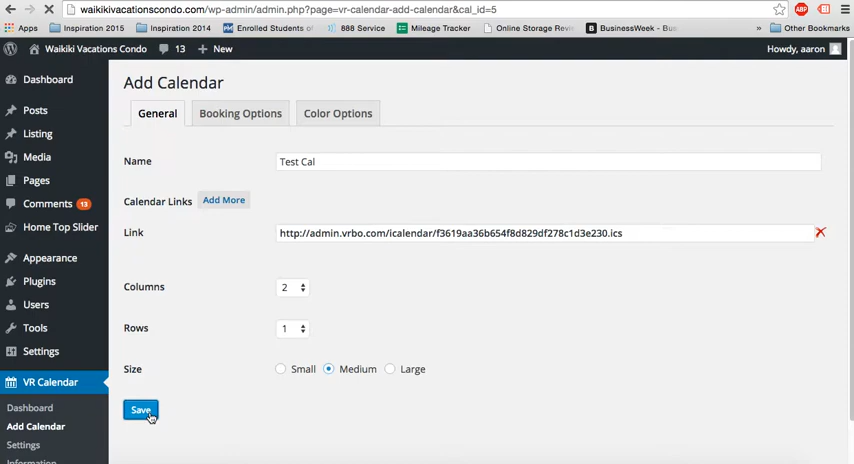 waikikivacationscondo.com/wp-admin/admin.php?page=vr-calendar-add-calendar&cal_id=5
Apps Inspiration 2015 Inspiration 2014 Enrolled Students of 888 Service Mileage Tracker Online Storage Revi BusinessWeek - Bus Other Bookmarks
Waikiki Vacations Condo 13 + New Howdy, aaron
ABP
Dashboard
Posts
Listing
Media
Pages
Comments 13
Home Top Slider
Appearance
Plugins
Users
Tools
Settings
VR Calendar
Dashboard
Add Calendar
Settings
Information
Add Calendar
General Booking Options Color Options
Name Test Cal
Calendar Links Add More
Link http://admin.vrbo.com/icalendar/f3619aa36b654f8d829df278c1d3e230.ics
Columns 2
Rows 1
Size Small Medium Large
Save